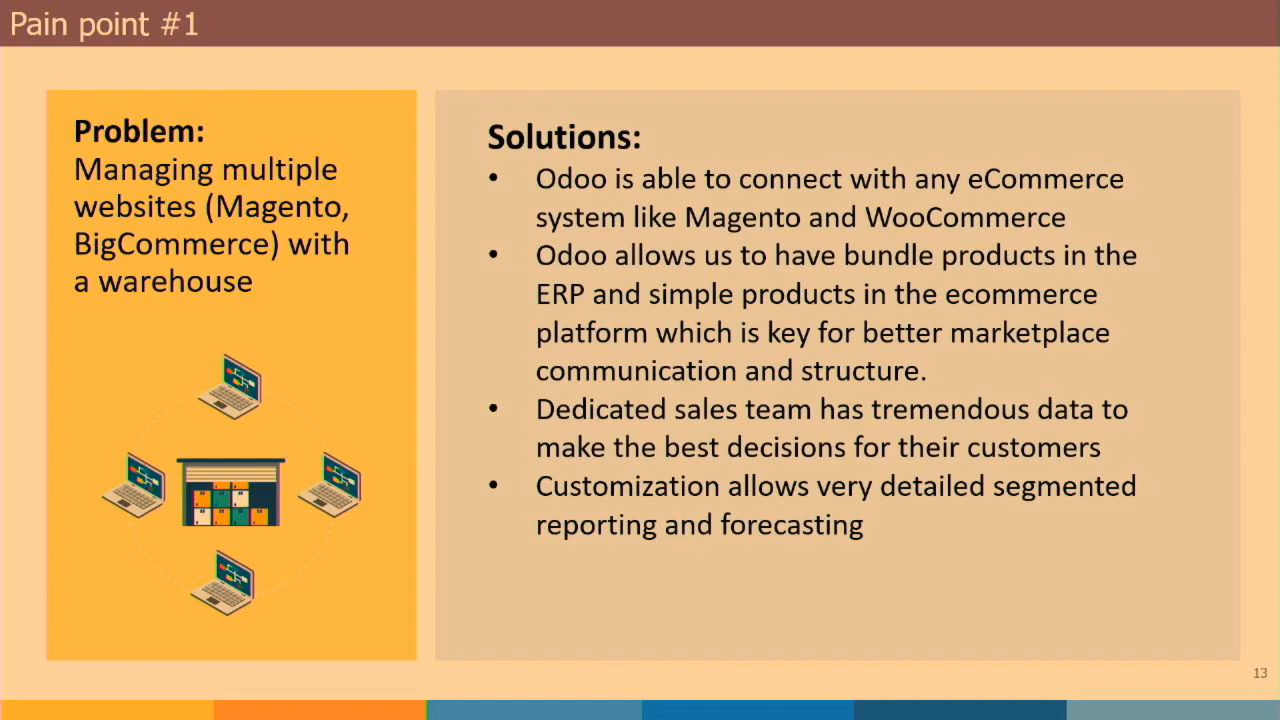 Pain point #1
Problem:
Managing multiple
websites (Magento,
BigCommerce) with
a warehouse
Solutions:
• Odoo is able to connect with any eCommerce
system like Magento and WooCommerce
• Odoo allows us to have bundle products in the
ERP and simple products in the ecommerce
platform which is key for better marketplace
communication and structure.
• Dedicated sales team has tremendous data to
make the best decisions for their customers
• Customization allows very detailed segmented
reporting and forecasting
13